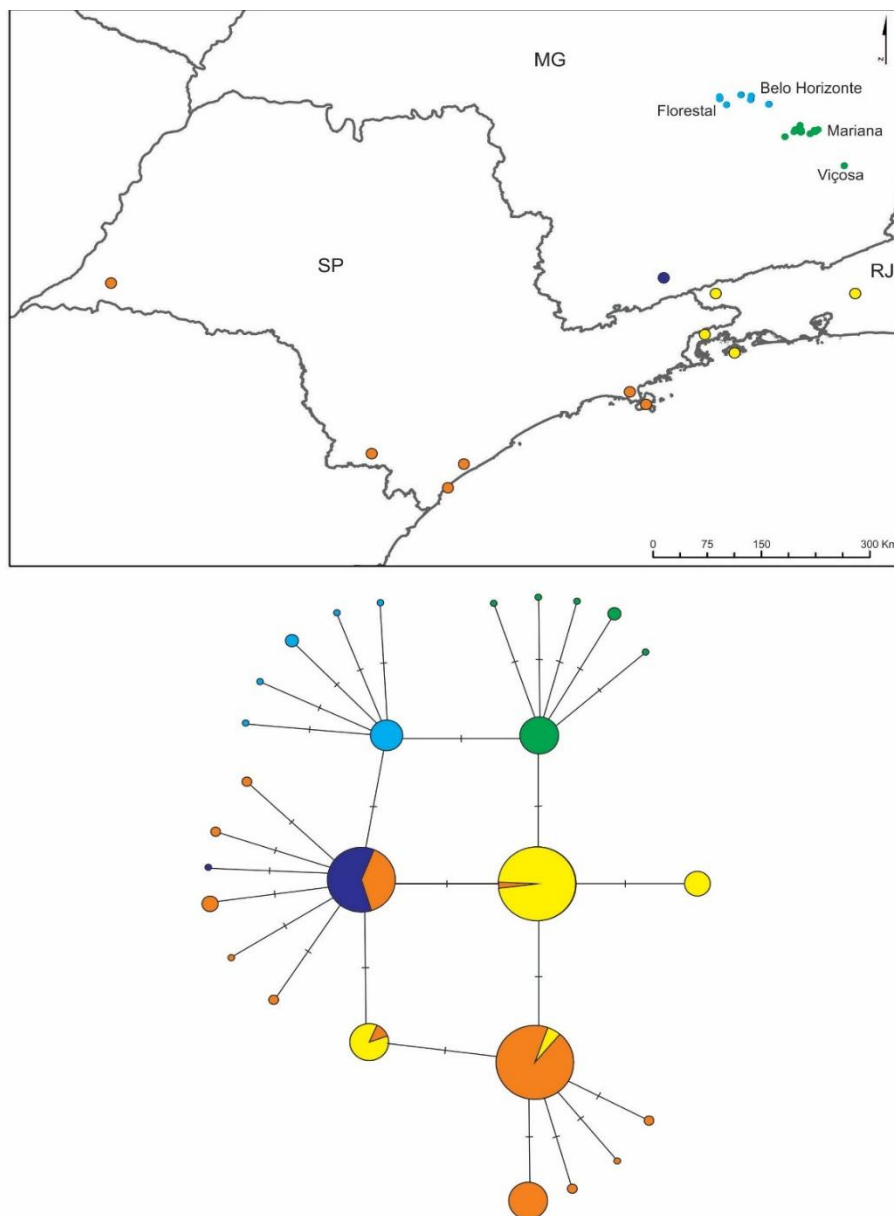 MG
Belo Horizonte
Florestal
Mariana
Viçosa
SP
RJ
z
0 75 150 300 Km